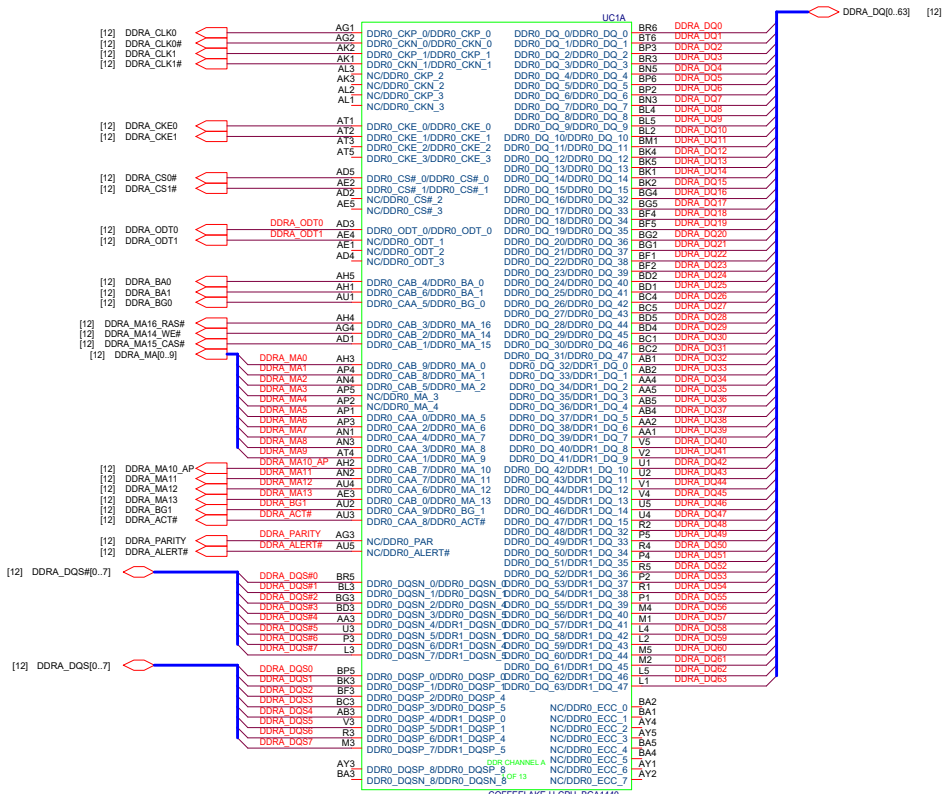 UC1A
DDRA_DQ[0..63] [12]
[12] DDRA_CLK0 AG1 DDR0_CKP_0/DDR0_CKP_0
[12] DDRA_CLK0# AG2 DDR0_CKN_0/DDR0_CKN_0
[12] DDRA_CLK1 AK2 DDR0_CKP_1/DDR0_CKP_1
[12] DDRA_CLK1# AK1 DDR0_CKN_1/DDR0_CKN_1
AL3 NC/DDR0_CKP_2
AK3 NC/DDR0_CKN_2
AL2 NC/DDR0_CKP_3
AL1 NC/DDR0_CKN_3
[12] DDRA_CKE0 AT1 DDR0_CKE_0/DDR0_CKE_0
[12] DDRA_CKE1 AT2 DDR0_CKE_1/DDR0_CKE_1
AT3 DDR0_CKE_2/DDR0_CKE_2
AT5 DDR0_CKE_3/DDR0_CKE_3
[12] DDRA_CS0# AD5 DDR0_CS#_0/DDR0_CS#_0
[12] DDRA_CS1# AE2 DDR0_CS#_1/DDR0_CS#_1
AD2 NC/DDR0_CS#_2
AE5 NC/DDR0_CS#_3
[12] DDRA_ODT0 DDRA_ODT0 AD3 DDR0_ODT_0/DDR0_ODT_0
[12] DDRA_ODT1 DDRA_ODT1 AE4 NC/DDR0_ODT_1
AE1 NC/DDR0_ODT_2
AD4 NC/DDR0_ODT_3
[12] DDRA_BA0 AH5 DDR0_CAB_4/DDR0_BA_0
[12] DDRA_BA1 AH1 DDR0_CAB_6/DDR0_BA_1
[12] DDRA_BG0 AU1 DDR0_CAA_5/DDR0_BG_0
[12] DDRA_MA16_RAS# AH4 DDR0_CAB_3/DDR0_MA_16
[12] DDRA_MA14_WE# AG4 DDR0_CAB_2/DDR0_MA_14
[12] DDRA_MA15_CAS# AD1 DDR0_CAB_1/DDR0_MA_15
[12] DDRA_MA[0..9]
DDRA_MA0 AH3 DDR0_CAB_9/DDR0_MA_0
DDRA_MA1 AP4 DDR0_CAB_8/DDR0_MA_1
DDRA_MA2 AN4 DDR0_CAB_5/DDR0_MA_2
DDRA_MA3 AP5 NC/DDR0_MA_3
DDRA_MA4 AP2 NC/DDR0_MA_4
DDRA_MA5 AP1 DDR0_CAA_0/DDR0_MA_5
DDRA_MA6 AP3 DDR0_CAA_2/DDR0_MA_6
DDRA_MA7 AN1 DDR0_CAA_4/DDR0_MA_7
DDRA_MA8 AN3 DDR0_CAA_3/DDR0_MA_8
DDRA_MA9 AT4 DDR0_CAA_1/DDR0_MA_9
[12] DDRA_MA10_AP DDRA_MA10_AP AH2 DDR0_CAB_7/DDR0_MA_10
[12] DDRA_MA11 DDRA_MA11 AN2 DDR0_CAA_7/DDR0_MA_11
[12] DDRA_MA12 DDRA_MA12 AU4 DDR0_CAA_6/DDR0_MA_12
[12] DDRA_MA13 DDRA_MA13 AE3 DDR0_CAB_0/DDR0_MA_13
[12] DDRA_BG1 DDRA_BG1 AU2 DDR0_CAA_9/DDR0_BG_1
[12] DDRA_ACT# DDRA_ACT# AU3 DDR0_CAA_8/DDR0_ACT#
[12] DDRA_PARITY DDRA_PARITY AG3 NC/DDR0_PAR
[12] DDRA_ALERT# DDRA_ALERT# AU5 NC/DDR0_ALERT#
[12] DDRA_DQS#[0..7]
DDRA_DQS#0 BR5 DDR0_DQSN_0/DDR0_DQSN_0
DDRA_DQS#1 BL3 DDR0_DQSN_1/DDR0_DQSN_1
DDRA_DQS#2 BG3 DDR0_DQSN_2/DDR0_DQSN_4
DDRA_DQS#3 BD3 DDR0_DQSN_3/DDR0_DQSN_5
DDRA_DQS#4 AA3 DDR0_DQSN_4/DDR1_DQSN_0
DDRA_DQS#5 U3 DDR0_DQSN_5/DDR1_DQSN_1
DDRA_DQS#6 P3 DDR0_DQSN_6/DDR1_DQSN_4
DDRA_DQS#7 L3 DDR0_DQSN_7/DDR1_DQSN_5
[12] DDRA_DQS[0..7]
DDRA_DQS0 BP5 DDR0_DQSP_0/DDR0_DQSP_0
DDRA_DQS1 BK3 DDR0_DQSP_1/DDR0_DQSP_1
DDRA_DQS2 BF3 DDR0_DQSP_2/DDR0_DQSP_4
DDRA_DQS3 BC3 DDR0_DQSP_3/DDR0_DQSP_5
DDRA_DQS4 AB3 DDR0_DQSP_4/DDR1_DQSP_0
DDRA_DQS5 V3 DDR0_DQSP_5/DDR1_DQSP_1
DDRA_DQS6 R3 DDR0_DQSP_6/DDR1_DQSP_4
DDRA_DQS7 M3 DDR0_DQSP_7/DDR1_DQSP_5
AY3 DDR0_DQSP_8/DDR0_DQSP_8
BA3 DDR0_DQSN_8/DDR0_DQSN_8
DDR0_DQ_0/DDR0_DQ_0 BR6 DDRA_DQ0
DDR0_DQ_1/DDR0_DQ_1 BT6 DDRA_DQ1
DDR0_DQ_2/DDR0_DQ_2 BP3 DDRA_DQ2
DDR0_DQ_3/DDR0_DQ_3 BR3 DDRA_DQ3
DDR0_DQ_4/DDR0_DQ_4 BN5 DDRA_DQ4
DDR0_DQ_5/DDR0_DQ_5 BP6 DDRA_DQ5
DDR0_DQ_6/DDR0_DQ_6 BP2 DDRA_DQ6
DDR0_DQ_7/DDR0_DQ_7 BN3 DDRA_DQ7
DDR0_DQ_8/DDR0_DQ_8 BL4 DDRA_DQ8
DDR0_DQ_9/DDR0_DQ_9 BL5 DDRA_DQ9
DDR0_DQ_10/DDR0_DQ_10 BL2 DDRA_DQ10
DDR0_DQ_11/DDR0_DQ_11 BM1 DDRA_DQ11
DDR0_DQ_12/DDR0_DQ_12 BK4 DDRA_DQ12
DDR0_DQ_13/DDR0_DQ_13 BK5 DDRA_DQ13
DDR0_DQ_14/DDR0_DQ_14 BK1 DDRA_DQ14
DDR0_DQ_15/DDR0_DQ_15 BK2 DDRA_DQ15
DDR0_DQ_16/DDR0_DQ_32 BG4 DDRA_DQ16
DDR0_DQ_17/DDR0_DQ_33 BG5 DDRA_DQ17
DDR0_DQ_18/DDR0_DQ_34 BF4 DDRA_DQ18
DDR0_DQ_19/DDR0_DQ_35 BF5 DDRA_DQ19
DDR0_DQ_20/DDR0_DQ_36 BG2 DDRA_DQ20
DDR0_DQ_21/DDR0_DQ_37 BG1 DDRA_DQ21
DDR0_DQ_22/DDR0_DQ_38 BF1 DDRA_DQ22
DDR0_DQ_23/DDR0_DQ_39 BF2 DDRA_DQ23
DDR0_DQ_24/DDR0_DQ_40 BD2 DDRA_DQ24
DDR0_DQ_25/DDR0_DQ_41 BD1 DDRA_DQ25
DDR0_DQ_26/DDR0_DQ_42 BC4 DDRA_DQ26
DDR0_DQ_27/DDR0_DQ_43 BC5 DDRA_DQ27
DDR0_DQ_28/DDR0_DQ_44 BD5 DDRA_DQ28
DDR0_DQ_29/DDR0_DQ_45 BD4 DDRA_DQ29
DDR0_DQ_30/DDR0_DQ_46 BC1 DDRA_DQ30
DDR0_DQ_31/DDR0_DQ_47 BC2 DDRA_DQ31
DDR0_DQ_32/DDR1_DQ_0 AB1 DDRA_DQ32
DDR0_DQ_33/DDR1_DQ_1 AB2 DDRA_DQ33
DDR0_DQ_34/DDR1_DQ_2 AA4 DDRA_DQ34
DDR0_DQ_35/DDR1_DQ_3 AA5 DDRA_DQ35
DDR0_DQ_36/DDR1_DQ_4 AB5 DDRA_DQ36
DDR0_DQ_37/DDR1_DQ_5 AB4 DDRA_DQ37
DDR0_DQ_38/DDR1_DQ_6 AA2 DDRA_DQ38
DDR0_DQ_39/DDR1_DQ_7 AA1 DDRA_DQ39
DDR0_DQ_40/DDR1_DQ_8 V5 DDRA_DQ40
DDR0_DQ_41/DDR1_DQ_9 V2 DDRA_DQ41
DDR0_DQ_42/DDR1_DQ_10 U1 DDRA_DQ42
DDR0_DQ_43/DDR1_DQ_11 U2 DDRA_DQ43
DDR0_DQ_44/DDR1_DQ_12 V1 DDRA_DQ44
DDR0_DQ_45/DDR1_DQ_13 V4 DDRA_DQ45
DDR0_DQ_46/DDR1_DQ_14 U5 DDRA_DQ46
DDR0_DQ_47/DDR1_DQ_15 U4 DDRA_DQ47
DDR0_DQ_48/DDR1_DQ_32 R2 DDRA_DQ48
DDR0_DQ_49/DDR1_DQ_33 P5 DDRA_DQ49
DDR0_DQ_50/DDR1_DQ_34 R4 DDRA_DQ50
DDR0_DQ_51/DDR1_DQ_35 P4 DDRA_DQ51
DDR0_DQ_52/DDR1_DQ_36 R5 DDRA_DQ52
DDR0_DQ_53/DDR1_DQ_37 P2 DDRA_DQ53
DDR0_DQ_54/DDR1_DQ_38 R1 DDRA_DQ54
DDR0_DQ_55/DDR1_DQ_39 P1 DDRA_DQ55
DDR0_DQ_56/DDR1_DQ_40 M4 DDRA_DQ56
DDR0_DQ_57/DDR1_DQ_41 M1 DDRA_DQ57
DDR0_DQ_58/DDR1_DQ_42 L4 DDRA_DQ58
DDR0_DQ_59/DDR1_DQ_43 L2 DDRA_DQ59
DDR0_DQ_60/DDR1_DQ_44 M5 DDRA_DQ60
DDR0_DQ_61/DDR1_DQ_45 M2 DDRA_DQ61
DDR0_DQ_62/DDR1_DQ_46 L5 DDRA_DQ62
DDR0_DQ_63/DDR1_DQ_47 L1 DDRA_DQ63
NC/DDR0_ECC_0 BA2
NC/DDR0_ECC_1 BA1
NC/DDR0_ECC_2 AY4
NC/DDR0_ECC_3 AY5
NC/DDR0_ECC_4 BA5
NC/DDR0_ECC_5 BA4
NC/DDR0_ECC_6 AY1
NC/DDR0_ECC_7 AY2
DDR CHANNEL A
OF 13